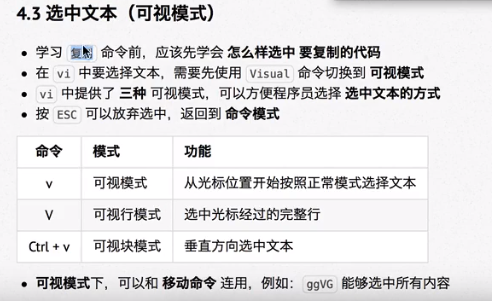 4.3 选中文本（可视模式）
• 学习 复制 命令前，应该先学会 怎么样选中 要复制的代码
• 在 vi 中要选择文本，需要先使用 Visual 命令切换到 可视模式
• vi 中提供了 三种 可视模式，可以方便程序员选择 选中文本的方式
• 按 ESC 可以放弃选中，返回到 命令模式
命令 模式 功能
v 可视模式 从光标位置开始按照正常模式选择文本
V 可视行模式 选中光标经过的完整行
Ctrl + v 可视块模式 垂直方向选中文本
• 可视模式下，可以和 移动命令 连用，例如：ggVG 能够选中所有内容